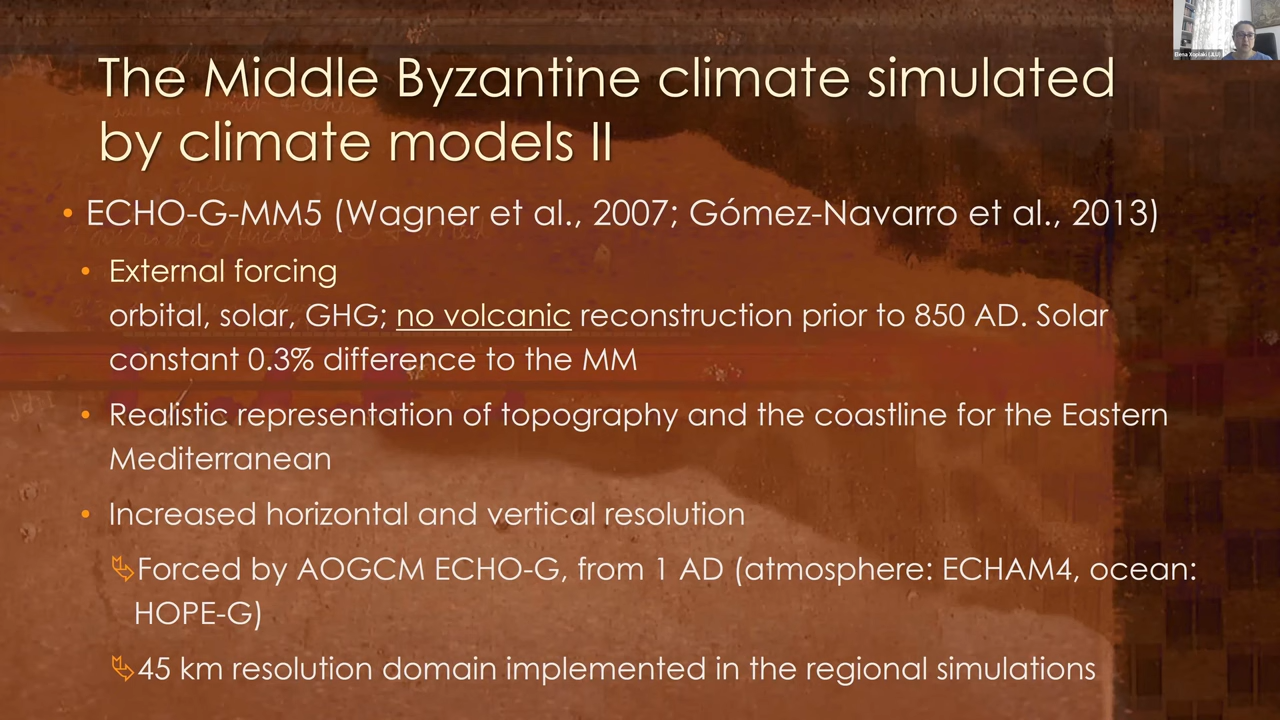 The Middle Byzantine climate simulated
by climate models II
• ECHO-G-MM5 (Wagner et al., 2007; Gómez-Navarro et al., 2013)
• External forcing
orbital, solar, GHG; no volcanic reconstruction prior to 850 AD. Solar
constant 0.3% difference to the MM
• Realistic representation of topography and the coastline for the Eastern
Mediterranean
• Increased horizontal and vertical resolution
Forced by AOGCM ECHO-G, from 1 AD (atmosphere: ECHAM4, ocean:
HOPE-G)
45 km resolution domain implemented in the regional simulations
Elena Xoplaki (JLU)